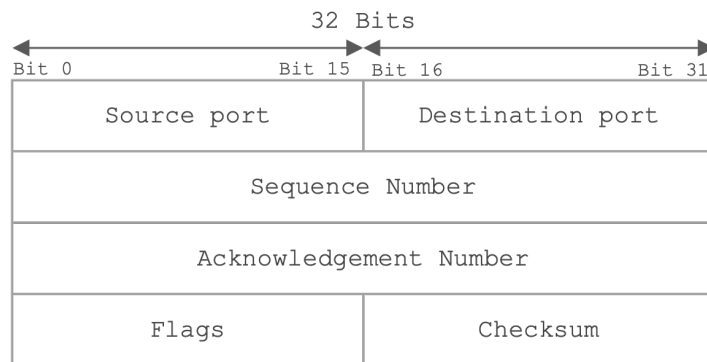 32 Bits
Bit 0 Bit 15 Bit 16 Bit 31
Source port Destination port
Sequence Number
Acknowledgement Number
Flags Checksum